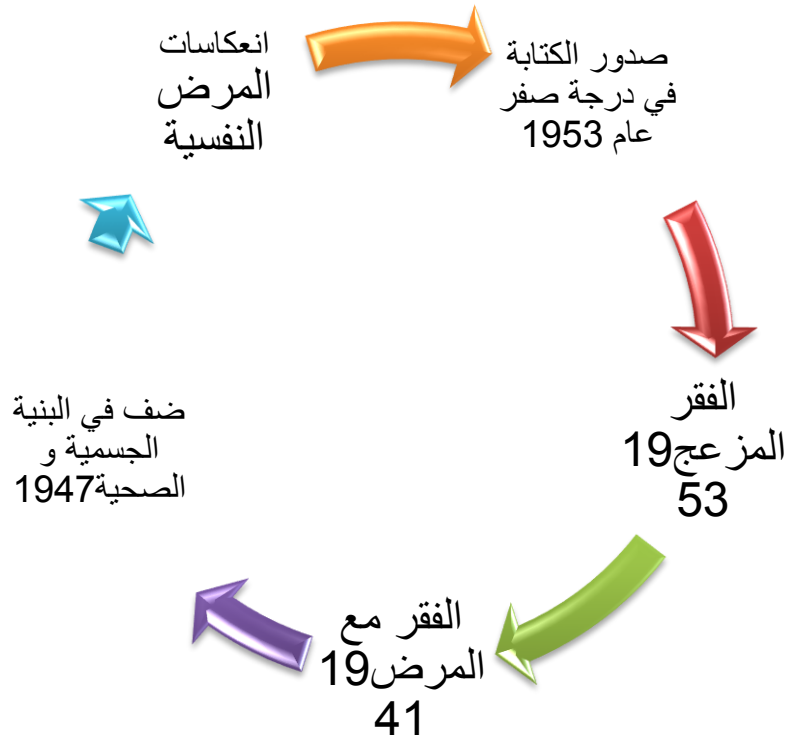 صدور الكتابة
في درجة صفر
عام 1953
الفقر
المزعج19
53
الفقر مع
المرض19
41
ضف في البنية
الجسمية و
الصحية1947
انعكاسات
المرض
النفسية